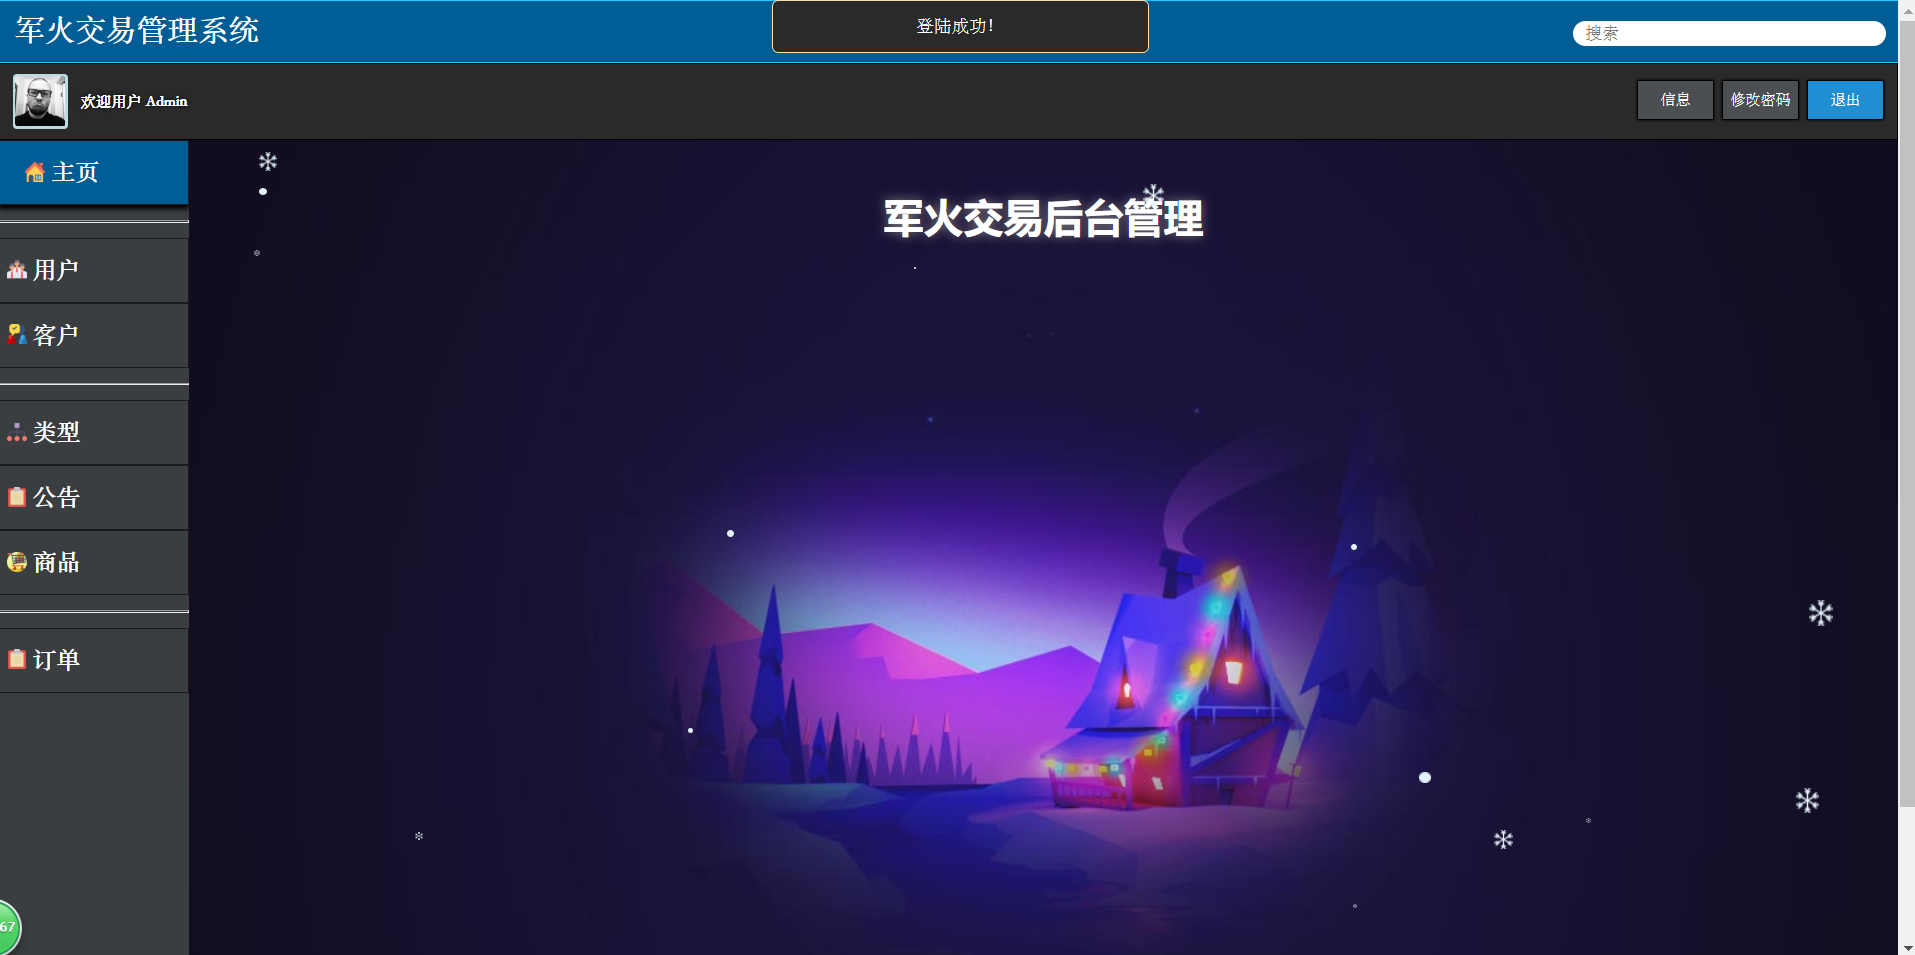 军火交易管理系统
登陆成功！
搜索
欢迎用户 Admin
信息
修改密码
退出
主页
军火交易后台管理
用户
客户
类型
公告
商品
订单
67